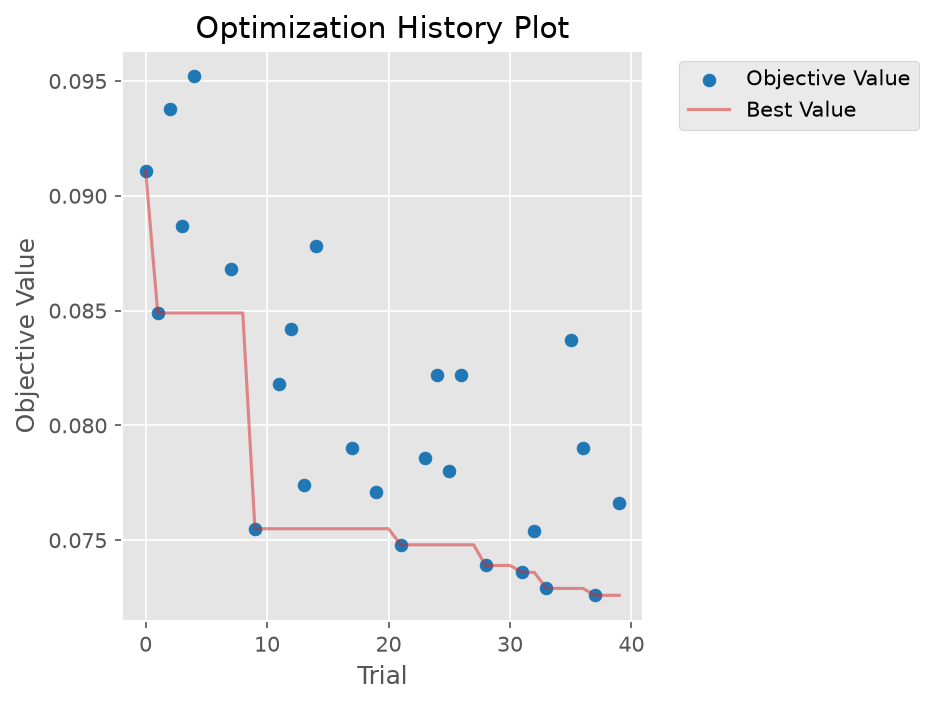 Optimization History Plot
Objective Value
Best Value
0.095
0.090
0.085
0.080
0.075
Objective Value
0 10 20 30 40
Trial